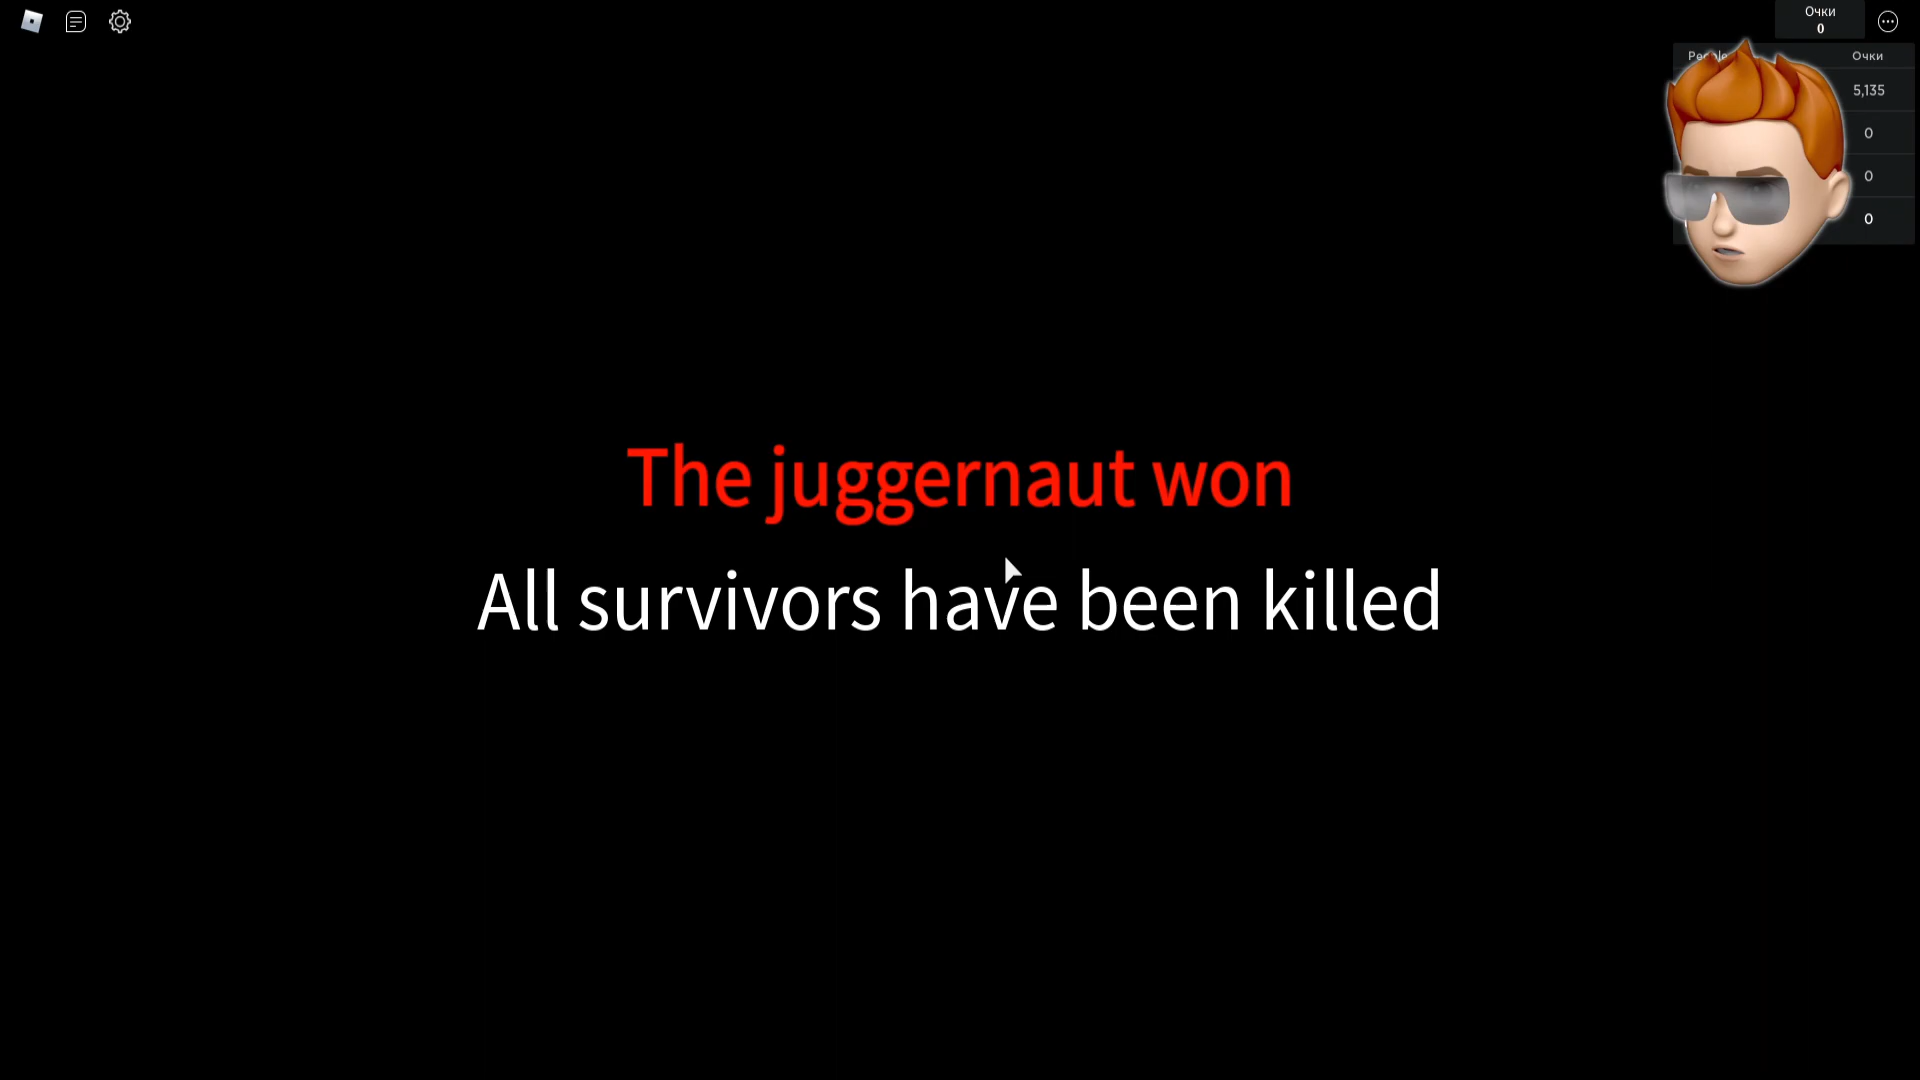 Очки
0
Очки
5,135
0
0
0
The juggernaut won
All survivors have been killed